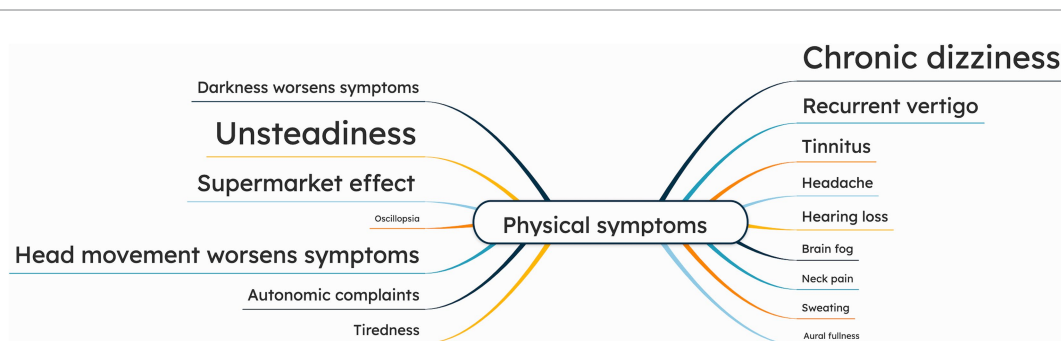 Darkness worsens symptoms
Unsteadiness
Supermarket effect
Oscillopsia
Head movement worsens symptoms
Autonomic complaints
Tiredness
Physical symptoms
Chronic dizziness
Recurrent vertigo
Tinnitus
Headache
Hearing loss
Brain fog
Neck pain
Sweating
Aural fullness